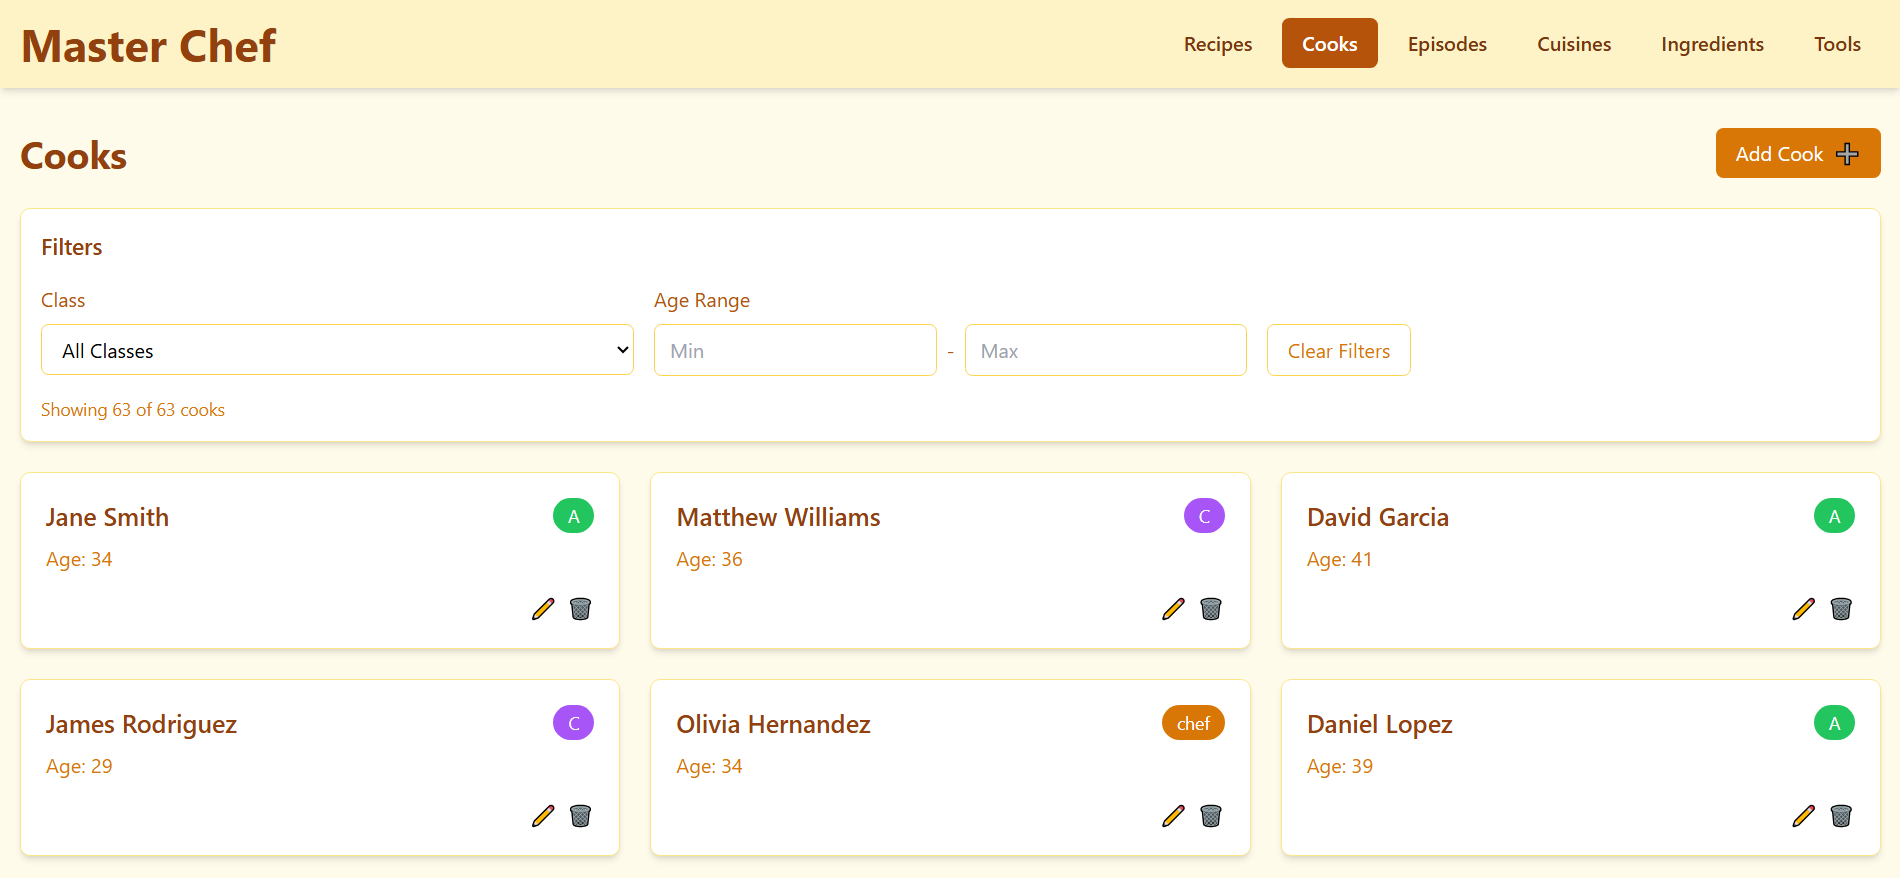 Master Chef
Recipes Cooks Episodes Cuisines Ingredients Tools
Cooks
Add Cook
Filters
Class Age Range
All Classes Min - Max Clear Filters
Showing 63 of 63 cooks
Jane Smith A
Age: 34
Matthew Williams C
Age: 36
David Garcia A
Age: 41
James Rodriguez C
Age: 29
Olivia Hernandez chef
Age: 34
Daniel Lopez A
Age: 39